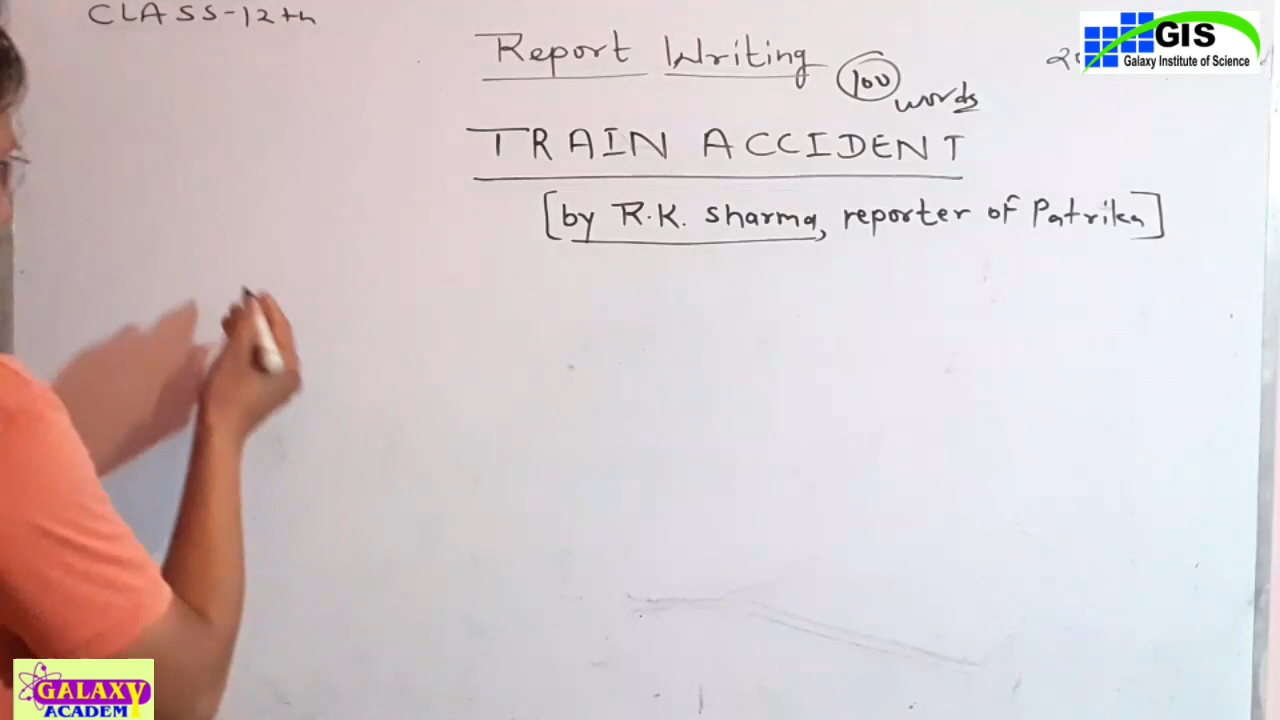 CLASS-12th
Report Writing
100 words
TRAIN ACCIDENT
[by R.K. Sharma, reporter of Patrika]
GIS
Galaxy Institute of Science
GALAXY
ACADEMY